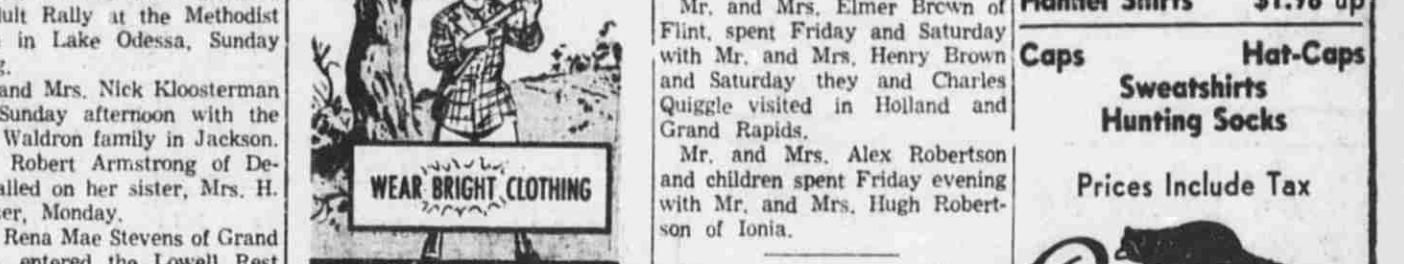 ult Rally at the Methodist
in Lake Odessa, Sunday
g.
and Mrs. Nick Kloosterman
Sunday afternoon with the
Waldron family in Jackson.
Robert Armstrong of De-
alled on her sister, Mrs. H.
er, Monday.
Rena Mae Stevens of Grand
entered the Lowell Rest
WEAR BRIGHT CLOTHING
Mr. and Mrs. Elmer Brown of
Flint, spent Friday and Saturday
with Mr. and Mrs. Henry Brown
and Saturday they and Charles
Quiggle visited in Holland and
Grand Rapids.
Mr. and Mrs. Alex Robertson
and children spent Friday evening
with Mr. and Mrs. Hugh Robert-
son of Ionia.
Flannel Shirts $1.98 up
Caps Hat-Caps
Sweatshirts
Hunting Socks
Prices Include Tax